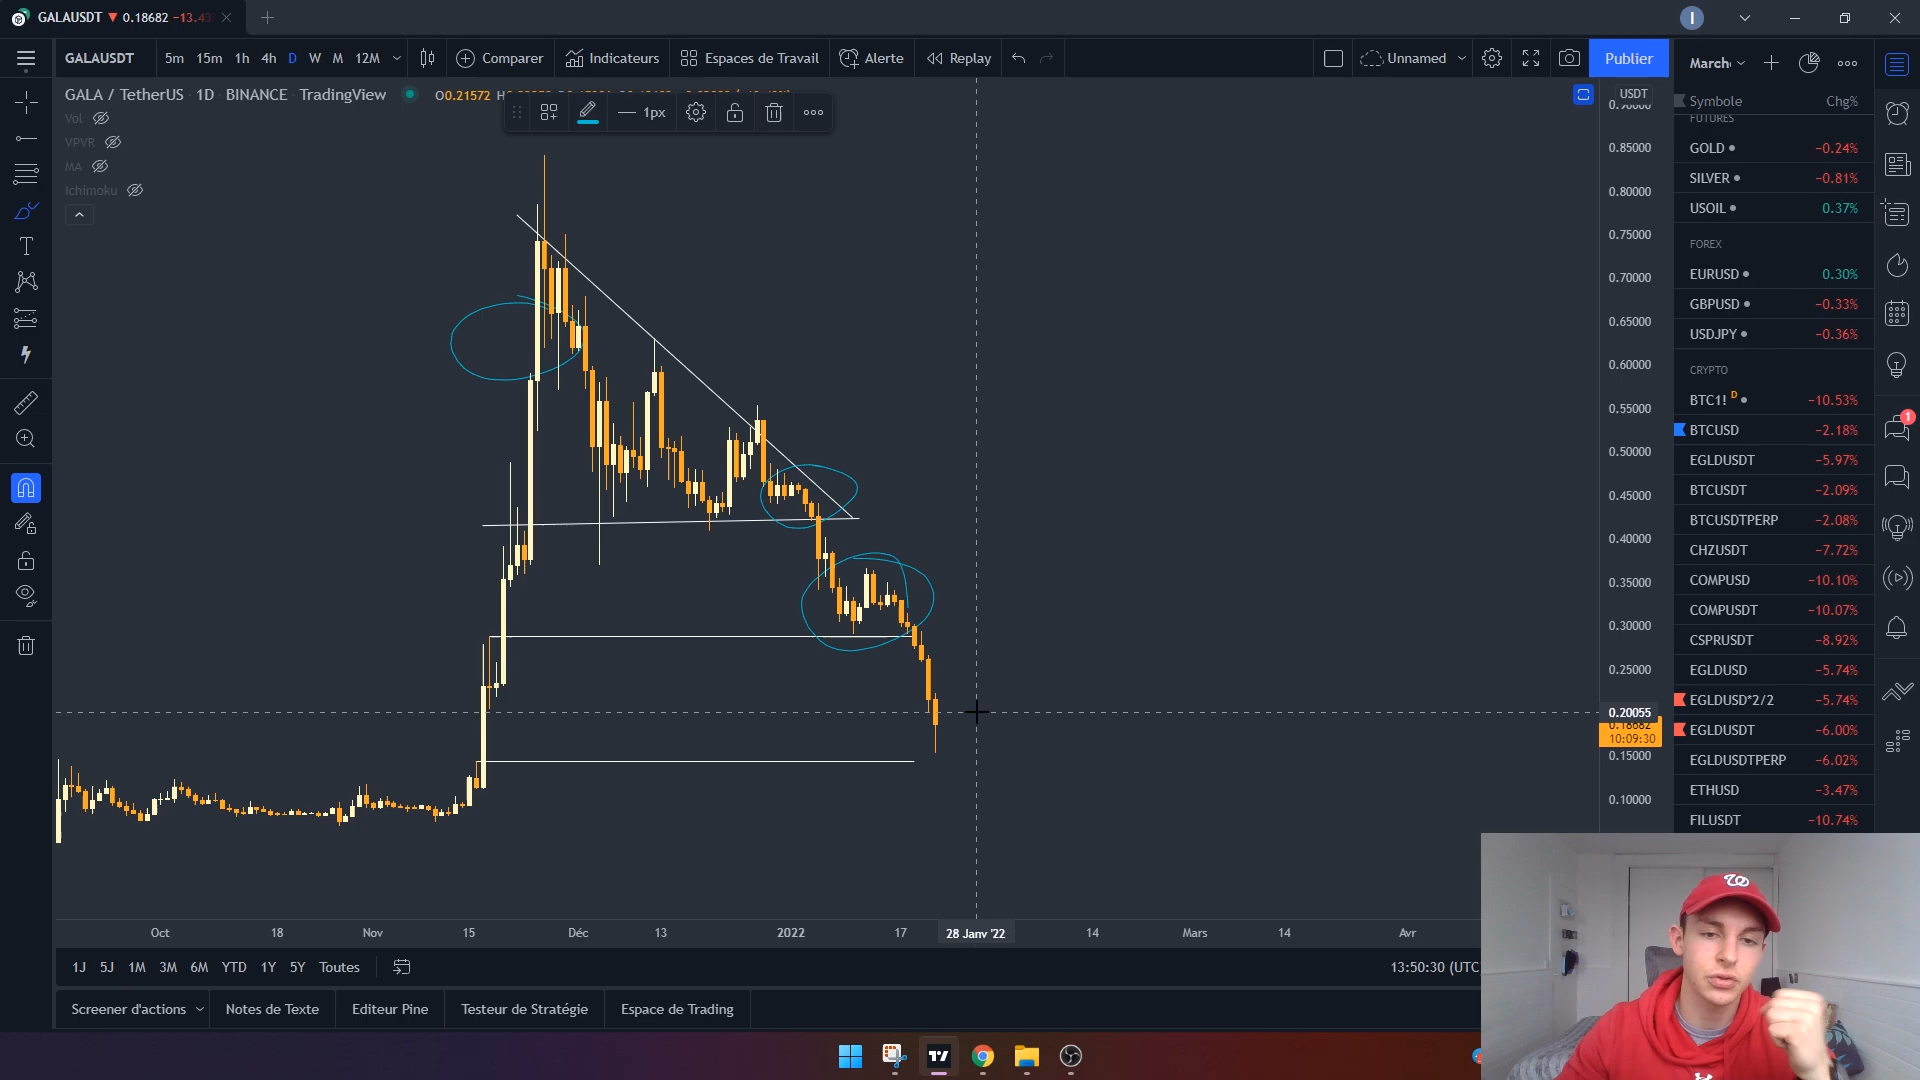 GALAUSDT ▼ 0.18682 −13.43
I
GALAUSDT 5m 15m 1h 4h D W M 12M Comparer Indicateurs Espaces de Travail Alerte Replay Unnamed Publier
GALA / TetherUS · 1D · BINANCE · TradingView O0.21572
1px
Vol
VPVR
MA
Ichimoku
USDT
0.85000
0.80000
0.75000
0.70000
0.65000
0.60000
0.55000
0.50000
0.45000
0.40000
0.35000
0.30000
0.25000
0.20055
0.18682
10:09:30
0.15000
0.10000
Oct 18 Nov 15 Déc 13 2022 17 28 Janv '22 14 Mars 14 Avr
1J 5J 1M 3M 6M YTD 1Y 5Y Toutes 13:50:30 (UTC
Screener d'actions Notes de Texte Editeur Pine Testeur de Stratégie Espace de Trading
Symbole Chg%
FUTURES
GOLD −0.24%
SILVER −0.81%
USOIL 0.37%
FOREX
EURUSD 0.30%
GBPUSD −0.33%
USDJPY −0.36%
CRYPTO
BTC1! D −10.53%
BTCUSD −2.18%
EGLDUSDT −5.97%
BTCUSDT −2.09%
BTCUSDTPERP −2.08%
CHZUSDT −7.72%
COMPUSD −10.10%
COMPUSDT −10.07%
CSPRUSDT −8.92%
EGLDUSD −5.74%
EGLDUSD*2/2 −5.74%
EGLDUSDT −6.00%
EGLDUSDTPERP −6.02%
ETHUSD −3.47%
FILUSDT −10.74%
1